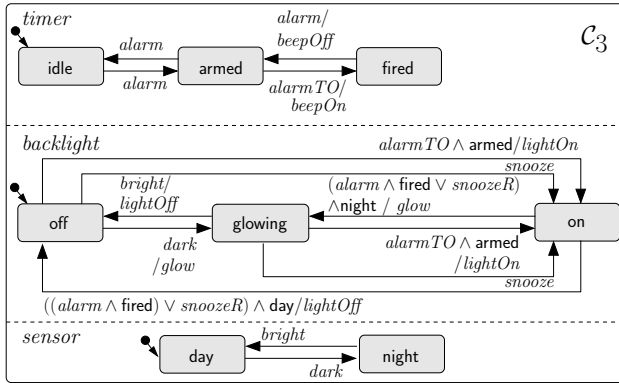 timer
C₃
alarm
alarm
alarm/
beepOff
alarmTO/
beepOn
idle
armed
fired
backlight
alarmTO ∧ armed/lightOn
snooze
bright/
lightOff
(alarm ∧ fired ∨ snoozeR)
∧night / glow
off
glowing
on
dark
/glow
alarmTO ∧ armed
/lightOn
snooze
((alarm ∧ fired) ∨ snoozeR) ∧ day/lightOff
sensor
bright
day
night
dark